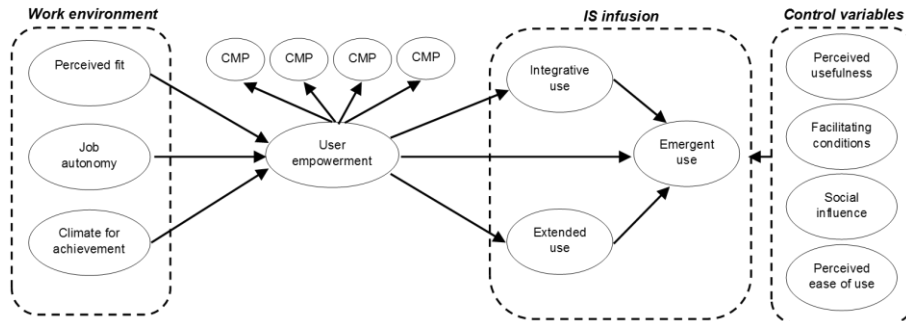 Work environment
IS infusion
Control variables
Perceived fit
Job
autonomy
Climate for
achievement
CMP
CMP
CMP
CMP
User
empowerment
Integrative
use
Emergent
use
Extended
use
Perceived
usefulness
Facilitating
conditions
Social
influence
Perceived
ease of use